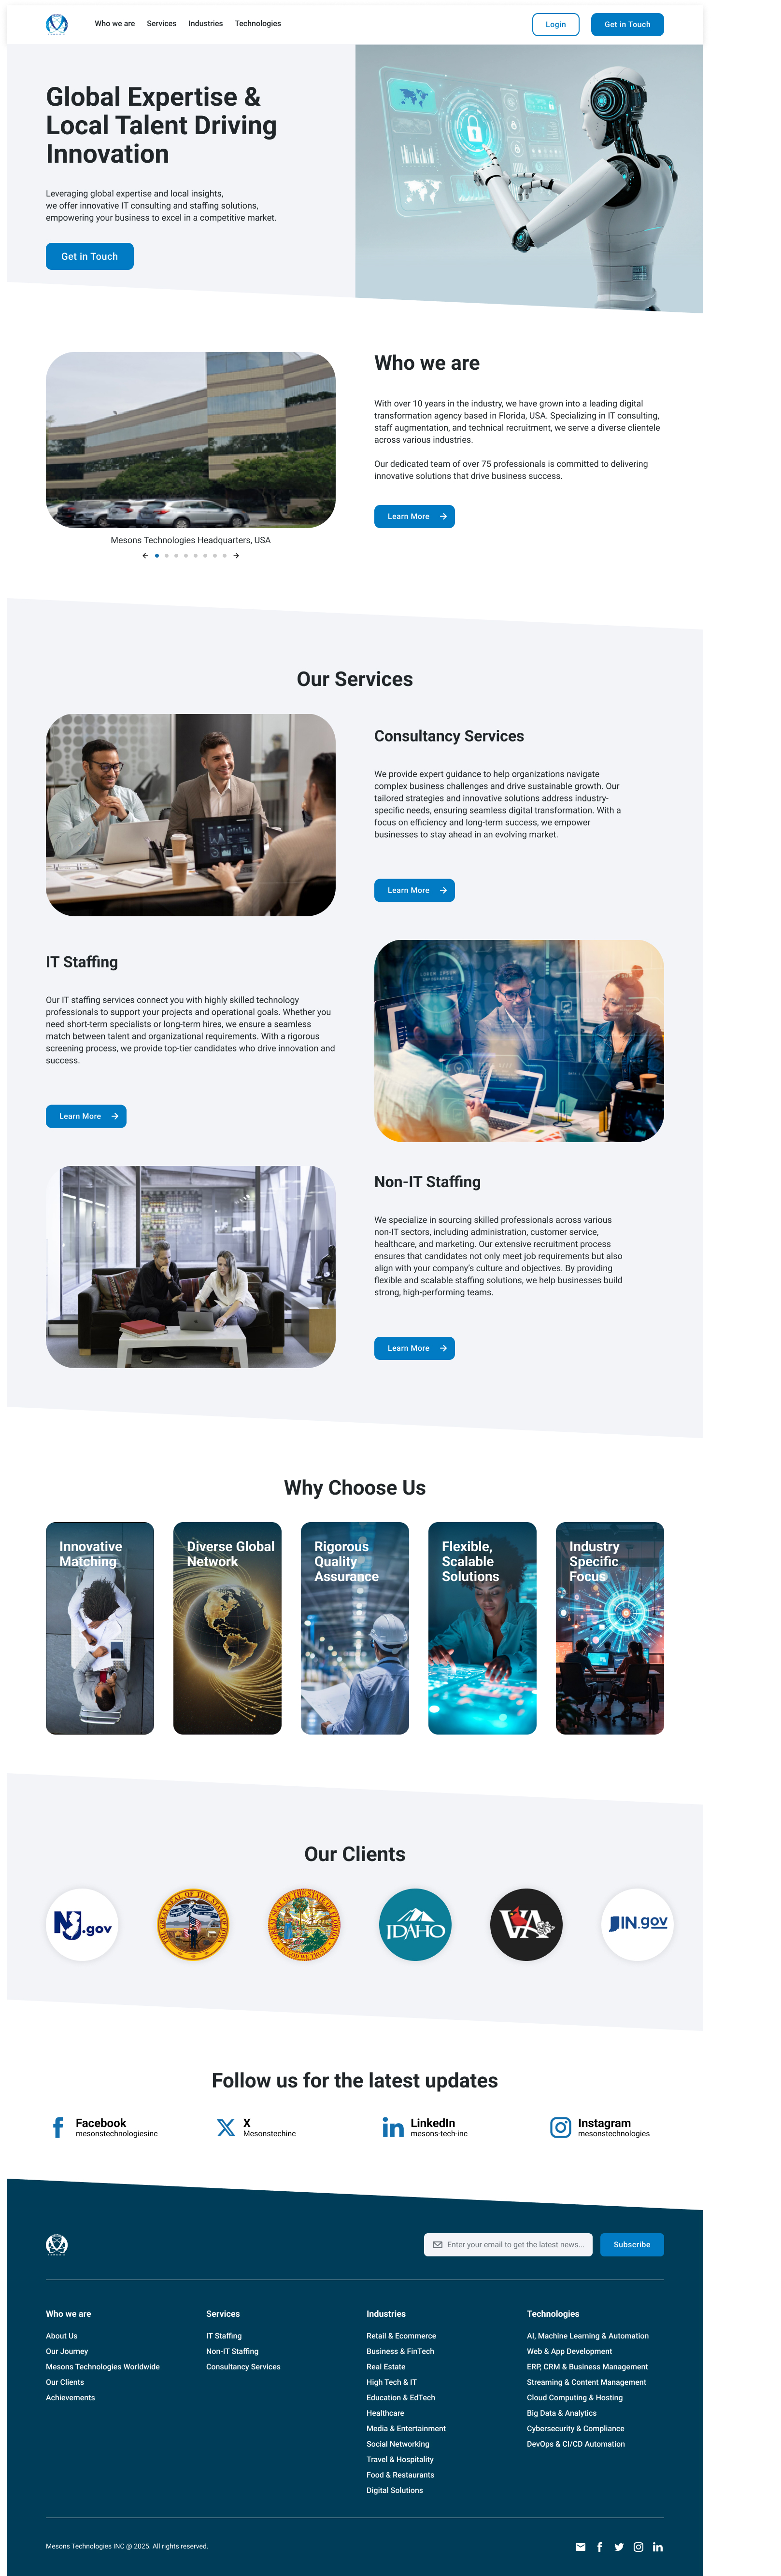 Who we are Services Industries Technologies Login Get in Touch
Global Expertise &
Local Talent Driving
Innovation
Leveraging global expertise and local insights,
we offer innovative IT consulting and staffing solutions,
empowering your business to excel in a competitive market.
Get in Touch
Who we are
With over 10 years in the industry, we have grown into a leading digital
transformation agency based in Florida, USA. Specializing in IT consulting,
staff augmentation, and technical recruitment, we serve a diverse clientele
across various industries.
Our dedicated team of over 75 professionals is committed to delivering
innovative solutions that drive business success.
Learn More
Mesons Technologies Headquarters, USA
Our Services
Consultancy Services
We provide expert guidance to help organizations navigate
complex business challenges and drive sustainable growth. Our
tailored strategies and innovative solutions address industry-
specific needs, ensuring seamless digital transformation. With a
focus on efficiency and long-term success, we empower
businesses to stay ahead in an evolving market.
Learn More
IT Staffing
Our IT staffing services connect you with highly skilled technology
professionals to support your projects and operational goals. Whether you
need short-term specialists or long-term hires, we ensure a seamless
match between talent and organizational requirements. With a rigorous
screening process, we provide top-tier candidates who drive innovation and
success.
Learn More
Non-IT Staffing
We specialize in sourcing skilled professionals across various
non-IT sectors, including administration, customer service,
healthcare, and marketing. Our extensive recruitment process
ensures that candidates not only meet job requirements but also
align with your company's culture and objectives. By providing
flexible and scalable staffing solutions, we help businesses build
strong, high-performing teams.
Learn More
Why Choose Us
Innovative
Matching
Diverse Global
Network
Rigorous
Quality
Assurance
Flexible,
Scalable
Solutions
Industry
Specific
Focus
Our Clients
NJ.gov
IDAHO
VA
IN.gov
Follow us for the latest updates
Facebook
mesonstechnologiesinc
X
Mesonstechinc
LinkedIn
mesons-tech-inc
Instagram
mesonstechnologies
Enter your email to get the latest news...
Subscribe
Who we are
About Us
Our Journey
Mesons Technologies Worldwide
Our Clients
Achievements
Services
IT Staffing
Non-IT Staffing
Consultancy Services
Industries
Retail & Ecommerce
Business & FinTech
Real Estate
High Tech & IT
Education & EdTech
Healthcare
Media & Entertainment
Social Networking
Travel & Hospitality
Food & Restaurants
Digital Solutions
Technologies
AI, Machine Learning & Automation
Web & App Development
ERP, CRM & Business Management
Streaming & Content Management
Cloud Computing & Hosting
Big Data & Analytics
Cybersecurity & Compliance
DevOps & CI/CD Automation
Mesons Technologies INC @ 2025. All rights reserved.